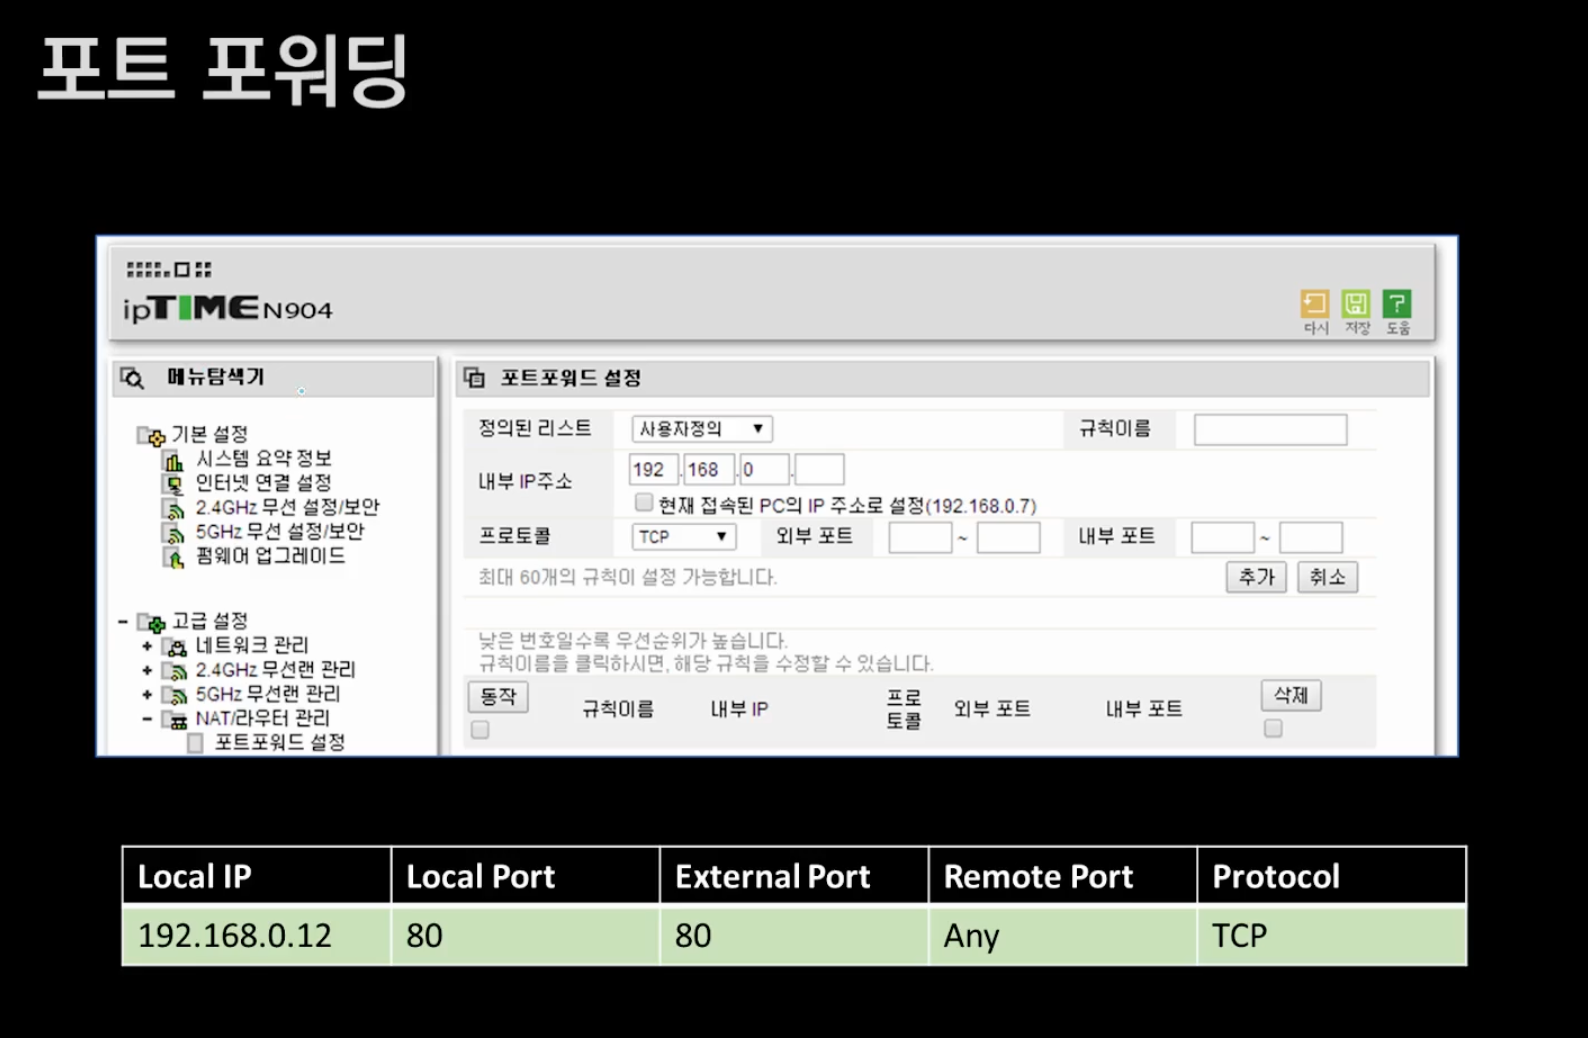 포트 포워딩
ipTIME N904
다시 저장 도움
메뉴탐색기
기본 설정
시스템 요약 정보
인터넷 연결 설정
2.4GHz 무선 설정/보안
5GHz 무선 설정/보안
펌웨어 업그레이드
고급 설정
네트워크 관리
2.4GHz 무선랜 관리
5GHz 무선랜 관리
NAT/라우터 관리
포트포워드 설정
포트포워드 설정
정의된 리스트 사용자정의 규칙이름
내부 IP주소 192 . 168 . 0 .
현재 접속된 PC의 IP 주소로 설정(192.168.0.7)
프로토콜 TCP 외부 포트 ~ 내부 포트 ~
최대 60개의 규칙이 설정 가능합니다. 추가 취소
낮은 번호일수록 우선순위가 높습니다.
규칙이름을 클릭하시면, 해당 규칙을 수정할 수 있습니다.
동작 규칙이름 내부 IP 프로토콜 외부 포트 내부 포트 삭제
Local IP Local Port External Port Remote Port Protocol
192.168.0.12 80 80 Any TCP